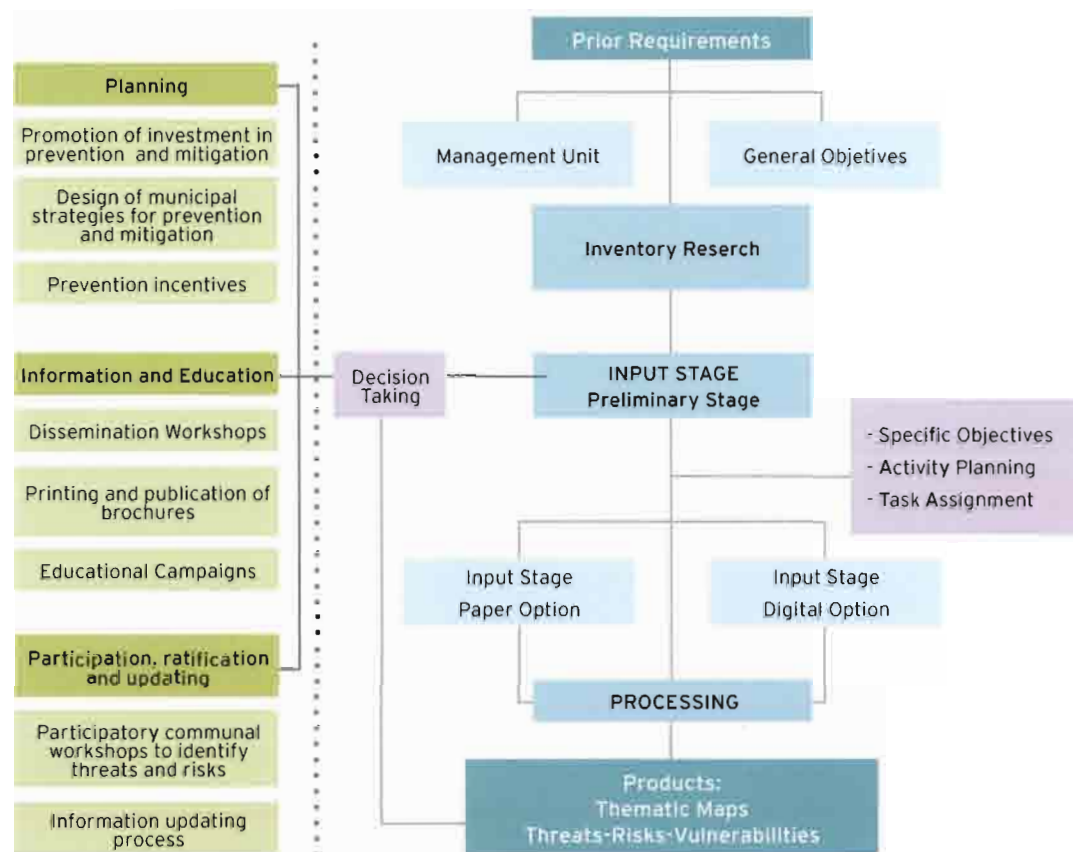 Planning
Promotion of investment in
prevention and mitigation
Design of municipal
strategies for prevention
and mitigation
Prevention incentives
Information and Education
Dissemination Workshops
Printing and publication of
brochures
Educational Campaigns
Participation, ratification
and updating
Participatory communal
workshops to identify
threats and risks
Information updating
process
Decision
Taking
Prior Requirements
Management Unit
General Objetives
Inventory Reserch
INPUT STAGE
Preliminary Stage
- Specific Objectives
- Activity Planning
- Task Assignment
Input Stage
Paper Option
Input Stage
Digital Option
PROCESSING
Products:
Thematic Maps
Threats-Risks-Vulnerabilities